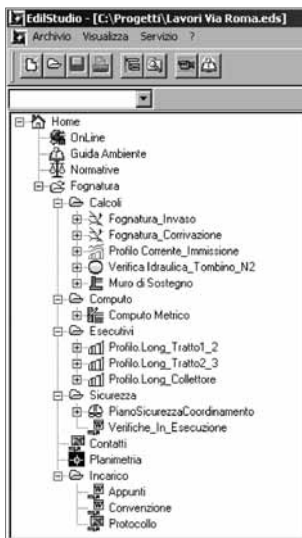 EdilStudio - [C:\Progetti\Lavori Via Roma.eds]
Archivio Visualizza Servizio ?
Home
OnLine
Guida Ambiente
Normative
Fognatura
Calcoli
Fognatura_Invaso
Fognatura_Corrivazione
Profilo Corrente_Immissione
Verifica Idraulica_Tombino_N2
Muro di Sostegno
Computo
Computo Metrico
Esecutivi
Profilo.Long_Tratto1_2
Profilo.Long_Tratto2_3
Profilo.Long_Collettore
Sicurezza
PianoSicurezzaCoordinamento
Verifiche_In_Esecuzione
Contatti
Planimetria
Incarico
Appunti
Convenzione
Protocollo